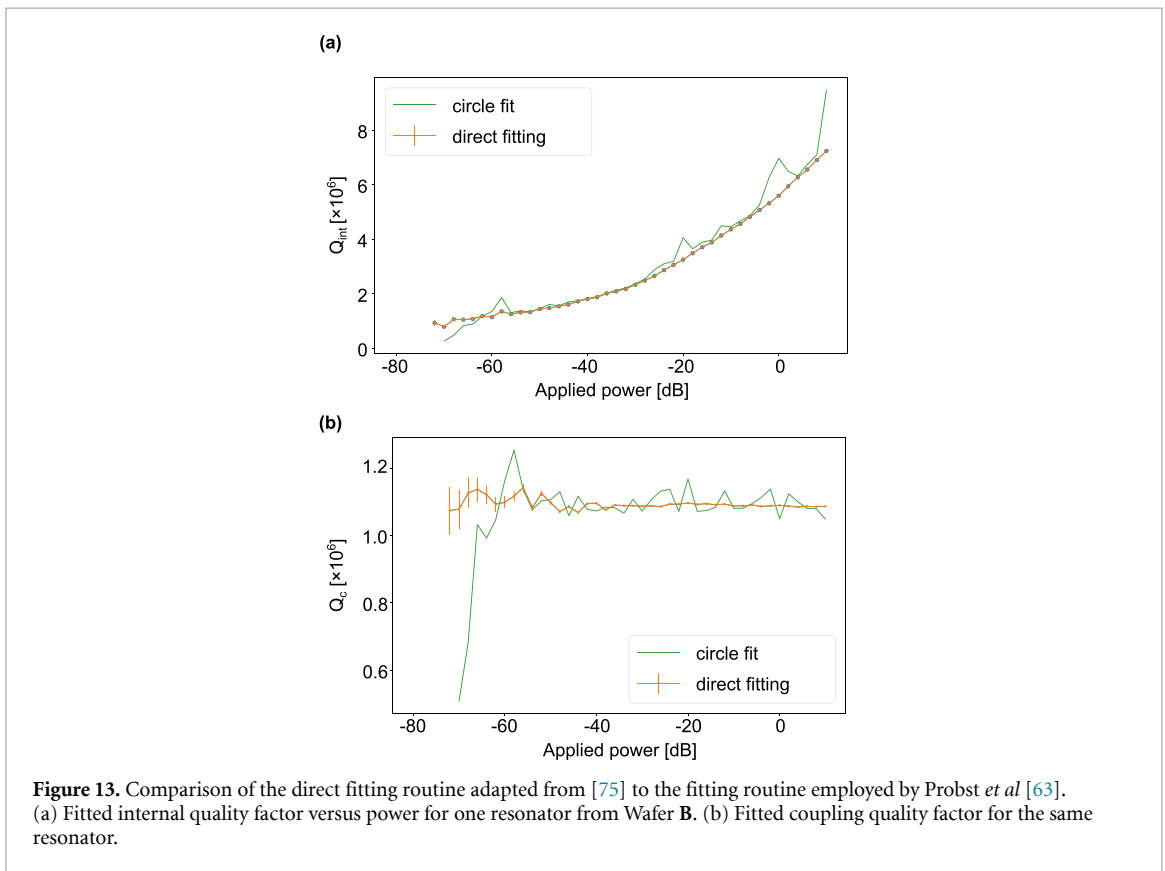 (a)
circle fit
direct fitting
8
6
4
2
0
Q_int [×10⁶]
-80 -60 -40 -20 0
Applied power [dB]
(b)
1.2
1.0
0.8
0.6
Q_c [×10⁶]
circle fit
direct fitting
-80 -60 -40 -20 0
Applied power [dB]
Figure 13. Comparison of the direct fitting routine adapted from [75] to the fitting routine employed by Probst et al [63].
(a) Fitted internal quality factor versus power for one resonator from Wafer B. (b) Fitted coupling quality factor for the same
resonator.